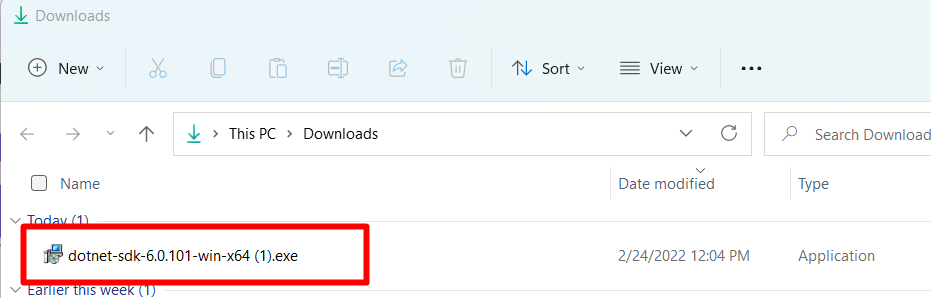 Downloads
New Sort View
This PC Downloads Search Download
Name Date modified Type
Today (1)
dotnet-sdk-6.0.101-win-x64 (1).exe 2/24/2022 12:04 PM Application
Earlier this week (1)